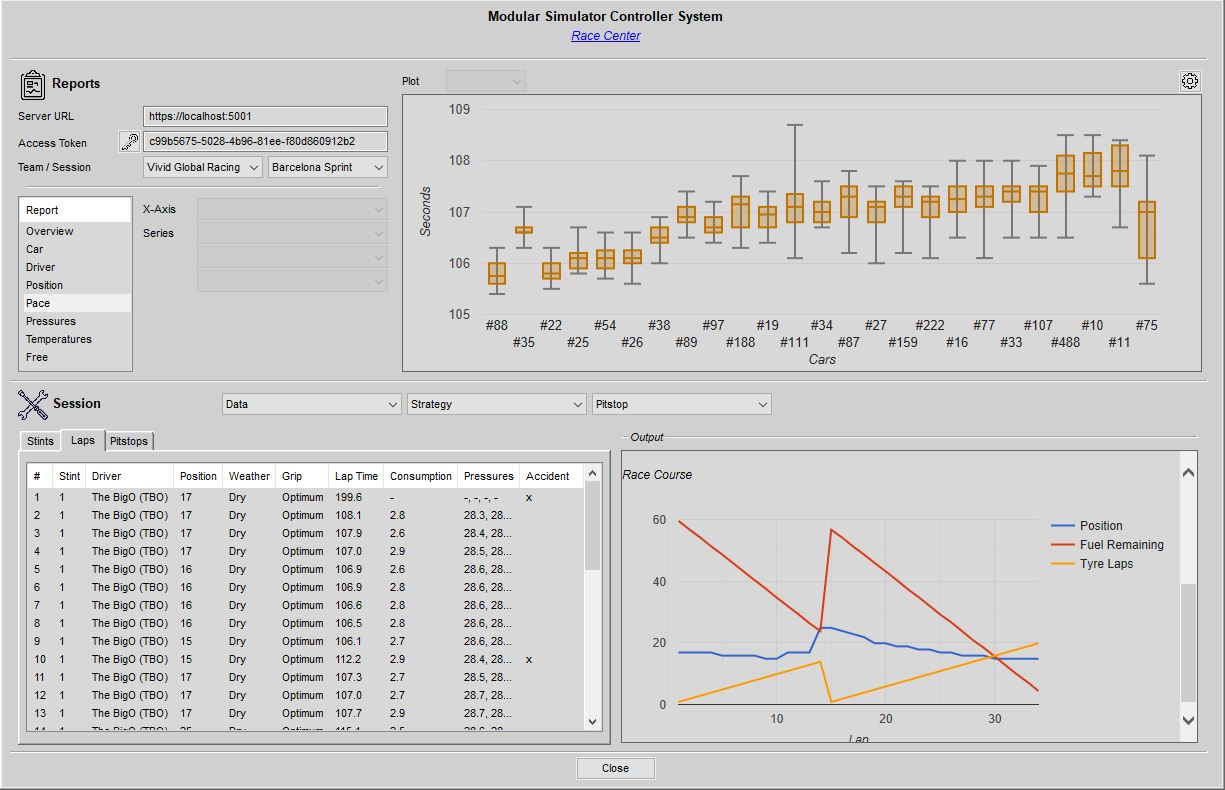 Modular Simulator Controller System
Race Center
Reports
Server URL https://localhost:5001
Access Token c99b5675-5028-4b96-81ee-f80d860912b2
Team / Session Vivid Global Racing Barcelona Sprint
Report
Overview
Car
Driver
Position
Pace
Pressures
Temperatures
Free
X-Axis
Series
Plot
109
108
107
106
105
Seconds
#88 #22 #54 #38 #97 #19 #34 #27 #222 #77 #107 #10 #75
#35 #25 #26 #89 #188 #111 #87 #159 #16 #33 #488 #11
Cars
Session Data Strategy Pitstop
Stints Laps Pitstops
# Stint Driver Position Weather Grip Lap Time Consumption Pressures Accident
1 1 The BigO (TBO) 17 Dry Optimum 199.6 - -, -, -, - x
2 1 The BigO (TBO) 17 Dry Optimum 108.1 2.8 28.3, 28...
3 1 The BigO (TBO) 17 Dry Optimum 107.9 2.6 28.4, 28...
4 1 The BigO (TBO) 17 Dry Optimum 107.0 2.9 28.5, 28...
5 1 The BigO (TBO) 16 Dry Optimum 106.9 2.6 28.6, 28...
6 1 The BigO (TBO) 16 Dry Optimum 106.9 2.8 28.6, 28...
7 1 The BigO (TBO) 16 Dry Optimum 106.6 2.8 28.6, 28...
8 1 The BigO (TBO) 16 Dry Optimum 106.5 2.8 28.6, 28...
9 1 The BigO (TBO) 15 Dry Optimum 106.1 2.7 28.6, 28...
10 1 The BigO (TBO) 15 Dry Optimum 112.2 2.9 28.4, 28... x
11 1 The BigO (TBO) 17 Dry Optimum 107.3 2.7 28.5, 28...
12 1 The BigO (TBO) 17 Dry Optimum 107.0 2.7 28.7, 28...
13 1 The BigO (TBO) 17 Dry Optimum 107.7 2.9 28.7, 28...
Output
Race Course
60
40
20
0
10 20 30
Lap
Position
Fuel Remaining
Tyre Laps
Close